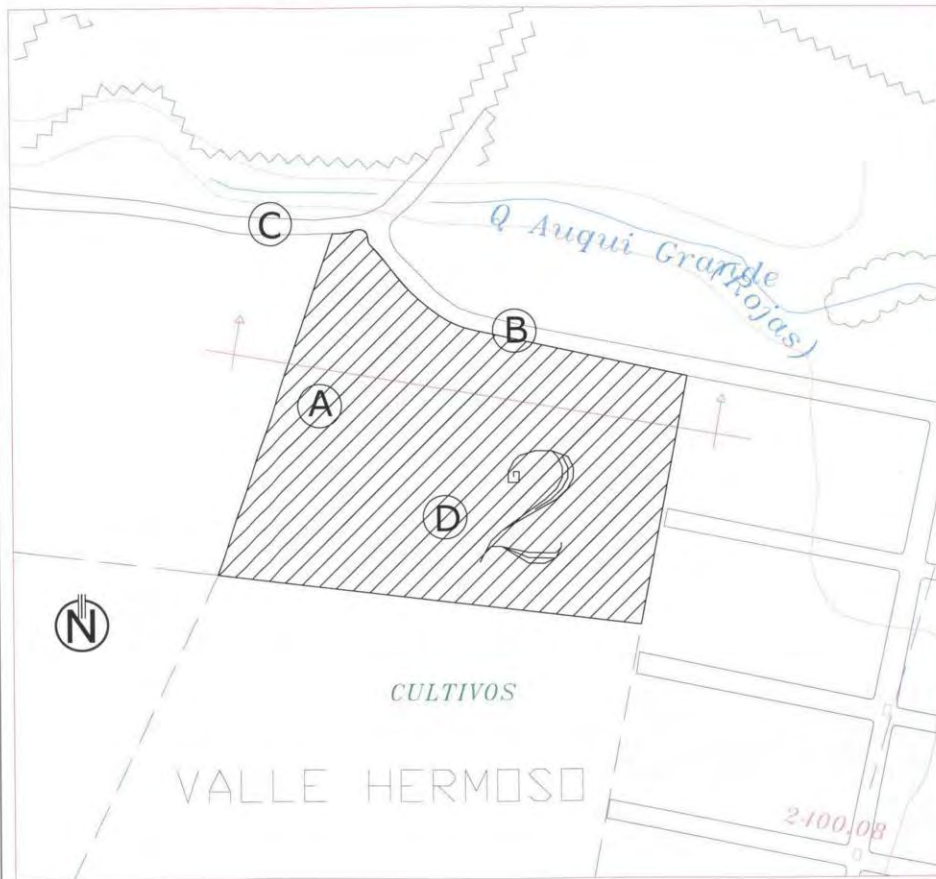 C
Q Auqui Grande
(Rojas)
B
A
2
D
N
CULTIVOS
VALLE HERMOSO
2400.08